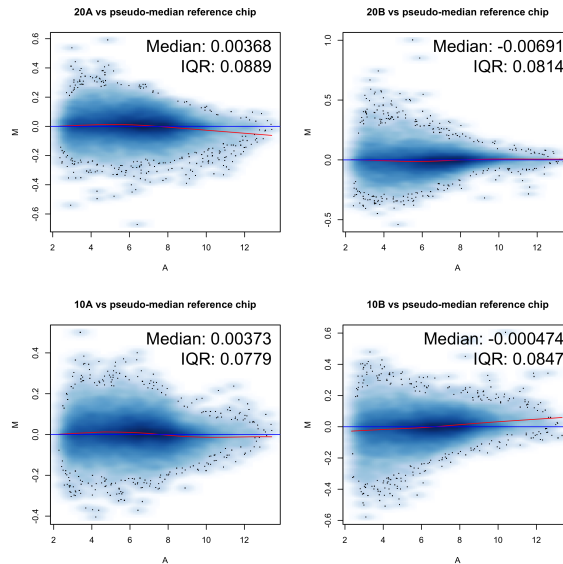 20A vs pseudo-median reference chip
Median: 0.00368
IQR: 0.0889
M
0.6
0.4
0.2
0.0
-0.2
-0.4
-0.6
2 4 6 8 10 12
A
20B vs pseudo-median reference chip
Median: -0.00691
IQR: 0.0814
M
1.0
0.5
0.0
-0.5
2 4 6 8 10 12
A
10A vs pseudo-median reference chip
Median: 0.00373
IQR: 0.0779
M
0.4
0.2
0.0
-0.2
-0.4
2 4 6 8 10 12
A
10B vs pseudo-median reference chip
Median: -0.000474
IQR: 0.0847
M
0.6
0.4
0.2
0.0
-0.2
-0.4
-0.6
2 4 6 8 10 12
A